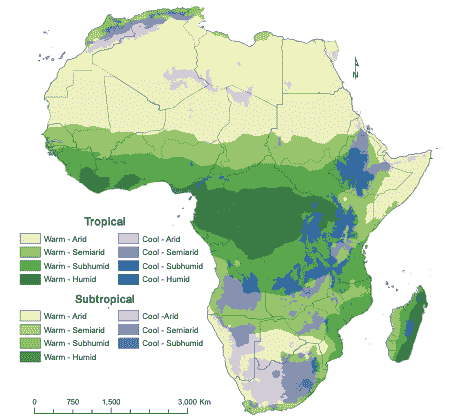 N
Tropical
Warm - Arid Cool - Arid
Warm - Semiarid Cool - Semiarid
Warm - Subhumid Cool - Subhumid
Warm - Humid Cool - Humid
Subtropical
Warm - Arid Cool -Arid
Warm - Semiarid Cool - Semiarid
Warm - Subhumid Cool - Subhumid
Warm - Humid
0 750 1,500 3,000 Km